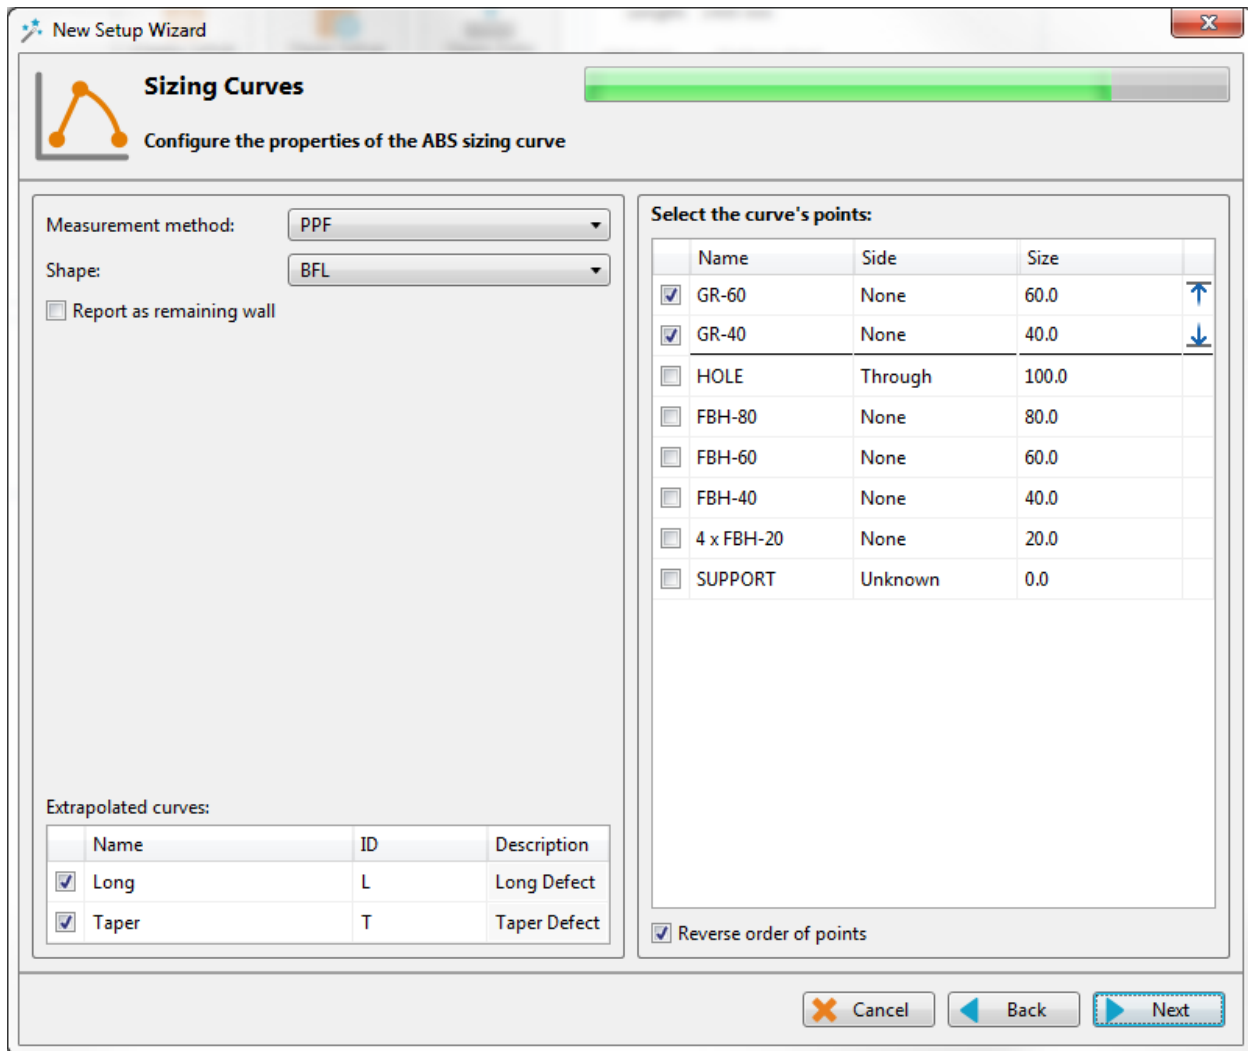 New Setup Wizard
Sizing Curves
Configure the properties of the ABS sizing curve
Measurement method: PPF
Shape: BFL
Report as remaining wall
Extrapolated curves:
Name ID Description
Long L Long Defect
Taper T Taper Defect
Select the curve's points:
Name Side Size
GR-60 None 60.0
GR-40 None 40.0
HOLE Through 100.0
FBH-80 None 80.0
FBH-60 None 60.0
FBH-40 None 40.0
4 x FBH-20 None 20.0
SUPPORT Unknown 0.0
Reverse order of points
Cancel Back Next